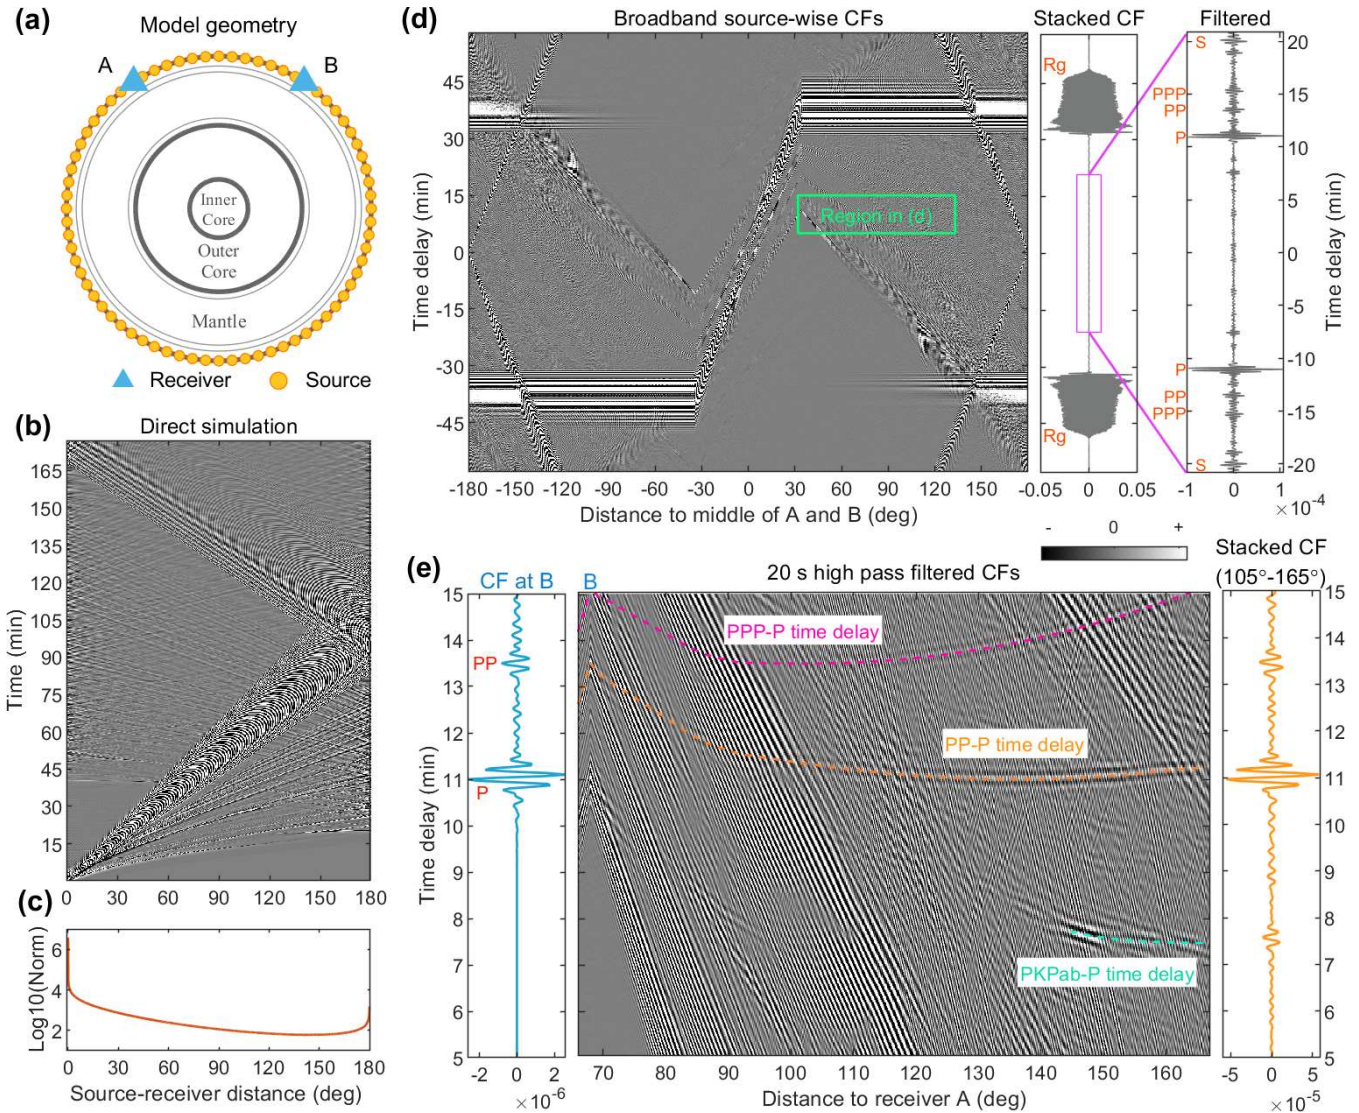 (a)
Model geometry
A
B
Inner
Core
Outer
Core
Mantle
Receiver
Source
(b)
Direct simulation
Time (min)
165
150
135
120
105
90
75
60
45
30
15
0 30 60 90 120 150 180
(c)
Log10(Norm)
6
4
2
0 30 60 90 120 150 180
Source-receiver distance (deg)
(d)
Broadband source-wise CFs
Time delay (min)
45
30
15
0
-15
-30
-45
Region in (d)
-180 -150 -120 -90 -60 -30 0 30 60 90 120 150 -180
Distance to middle of A and B (deg)
Stacked CF
Rg
Rg
-0.05 0 0.05
Filtered
S
PPP
PP
P
P
PP
PPP
S
20
15
10
5
0
-5
-10
-15
-20
Time delay (min)
-1 0 1
× 10⁻⁴
- 0 +
(e)
CF at B
Time delay (min)
15
14
13
12
11
10
9
8
7
6
5
PP
P
-2 0 2
× 10⁻⁶
B
20 s high pass filtered CFs
PPP-P time delay
PP-P time delay
PKPab-P time delay
70 80 90 100 110 120 130 140 150 160
Distance to receiver A (deg)
Stacked CF
(105°-165°)
15
14
13
12
11
10
9
8
7
6
5
-5 0 5
× 10⁻⁵